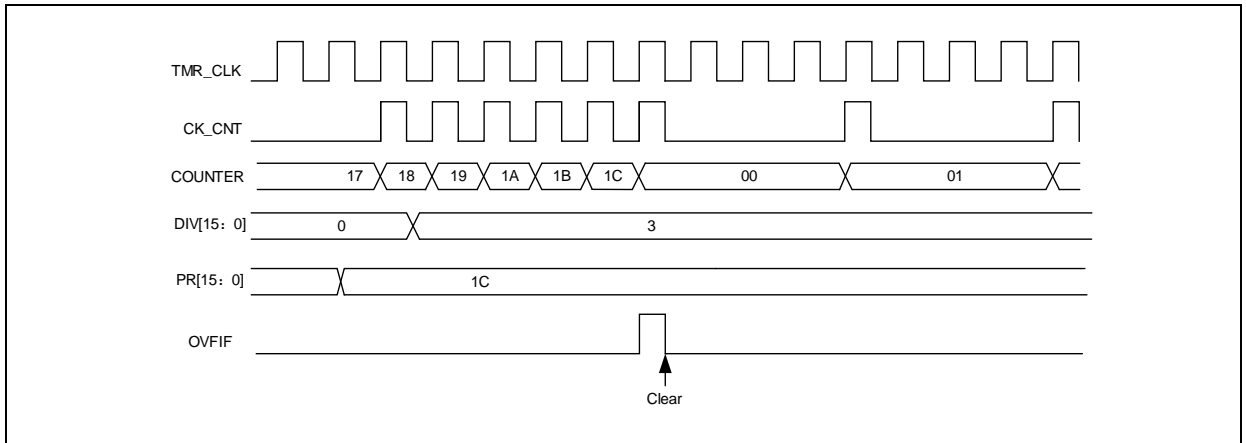 TMR_CLK
CK_CNT
COUNTER 17 18 19 1A 1B 1C 00 01
DIV[15：0] 0 3
PR[15：0] 1C
OVFIF
Clear